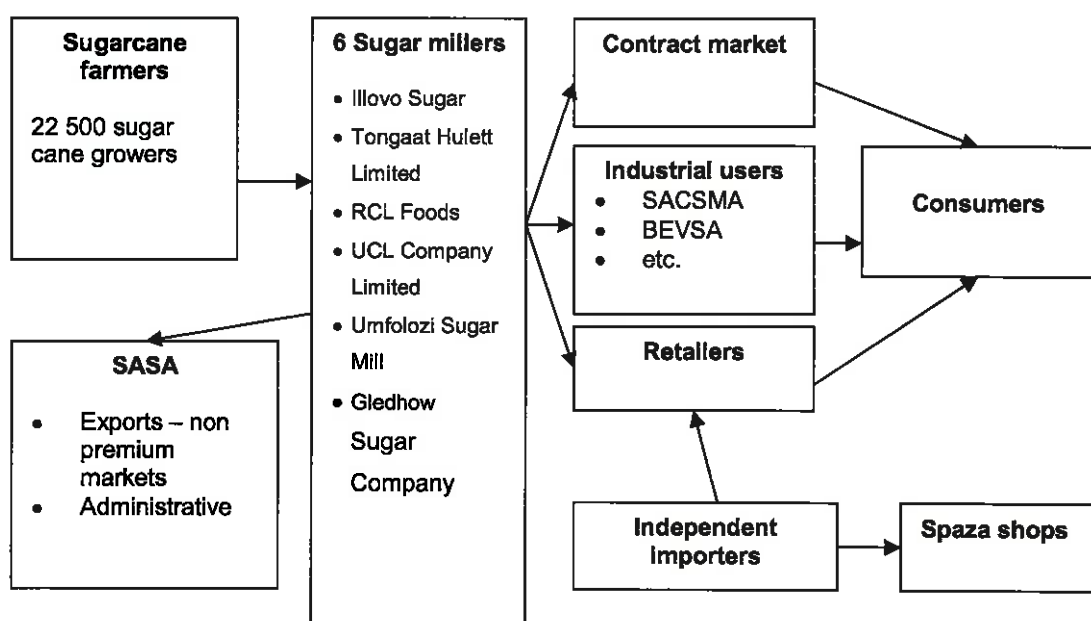 Sugarcane
farmers
22 500 sugar
cane growers
6 Sugar millers
• Illovo Sugar
• Tongaat Hulett
Limited
• RCL Foods
• UCL Company
Limited
• Umfolozi Sugar
Mill
• Gledhow
Sugar
Company
SASA
• Exports – non
premium
markets
• Administrative
Contract market
Industrial users
• SACSMA
• BEVSA
• etc.
Retailers
Consumers
Independent
importers
Spaza shops